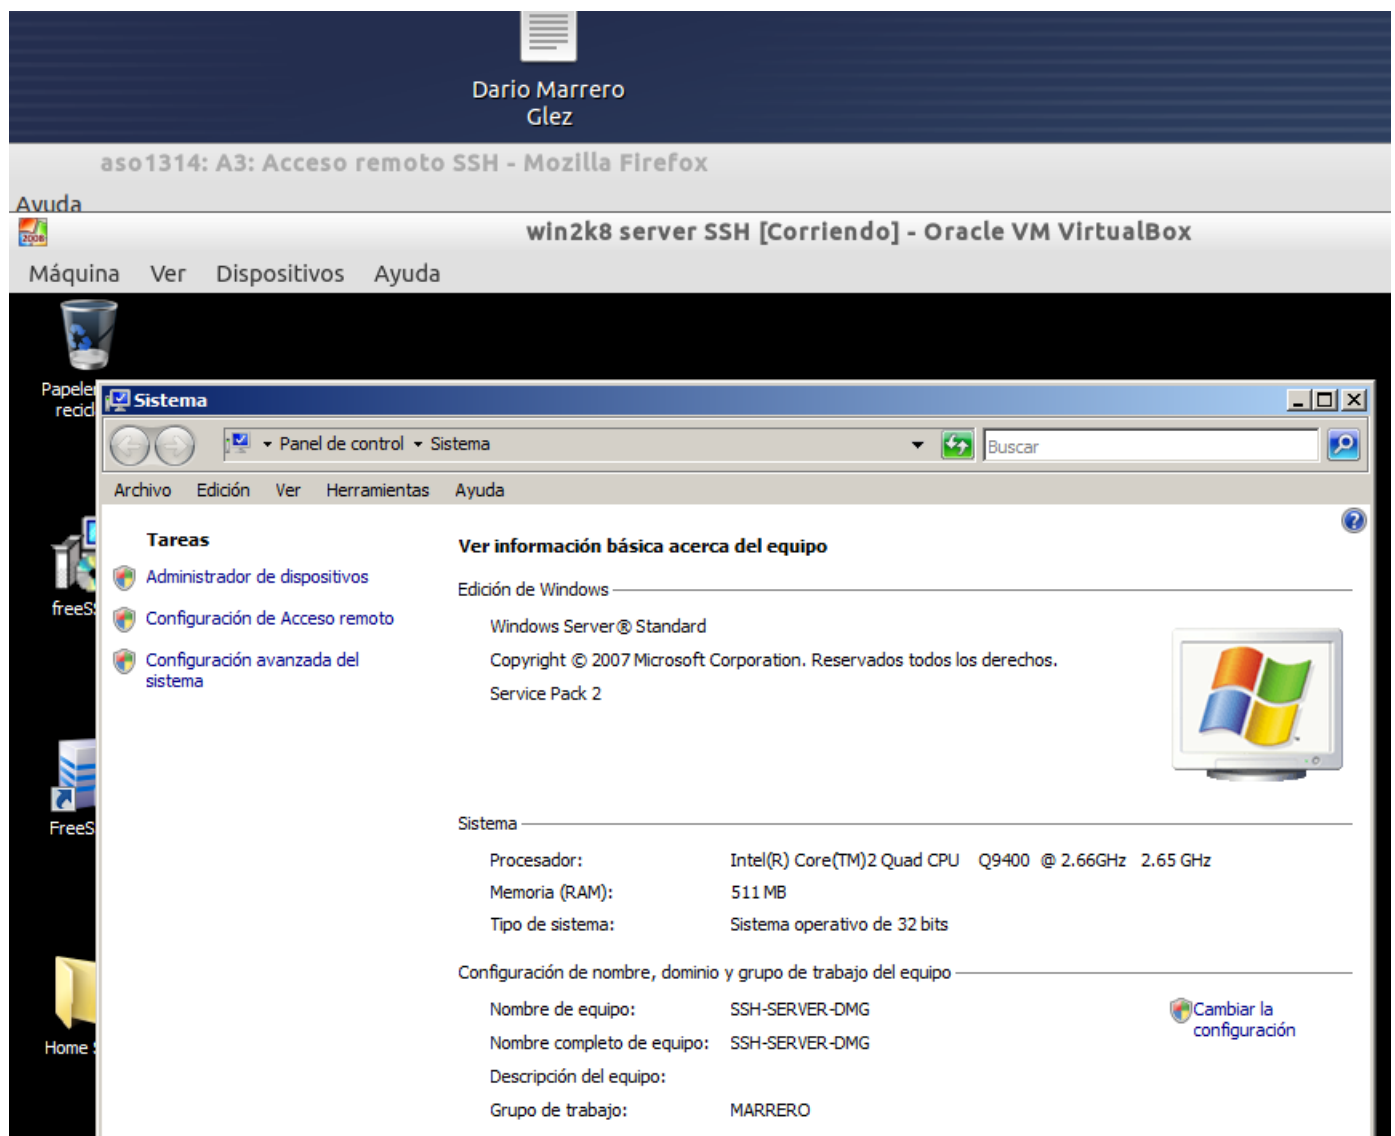 Dario Marrero
Glez
aso1314: A3: Acceso remoto SSH - Mozilla Firefox
Ayuda
2008
win2k8 server SSH [Corriendo] - Oracle VM VirtualBox
Máquina Ver Dispositivos Ayuda
Papeler
recicl
Sistema
Panel de control Sistema
Buscar
Archivo Edición Ver Herramientas Ayuda
Tareas
Administrador de dispositivos
Configuración de Acceso remoto
Configuración avanzada del
sistema
Ver información básica acerca del equipo
Edición de Windows
Windows Server® Standard
Copyright © 2007 Microsoft Corporation. Reservados todos los derechos.
Service Pack 2
freeS
FreeS
Home
Sistema
Procesador: Intel(R) Core(TM)2 Quad CPU Q9400 @ 2.66GHz 2.65 GHz
Memoria (RAM): 511 MB
Tipo de sistema: Sistema operativo de 32 bits
Configuración de nombre, dominio y grupo de trabajo del equipo
Nombre de equipo: SSH-SERVER-DMG
Cambiar la
configuración
Nombre completo de equipo: SSH-SERVER-DMG
Descripción del equipo:
Grupo de trabajo: MARRERO